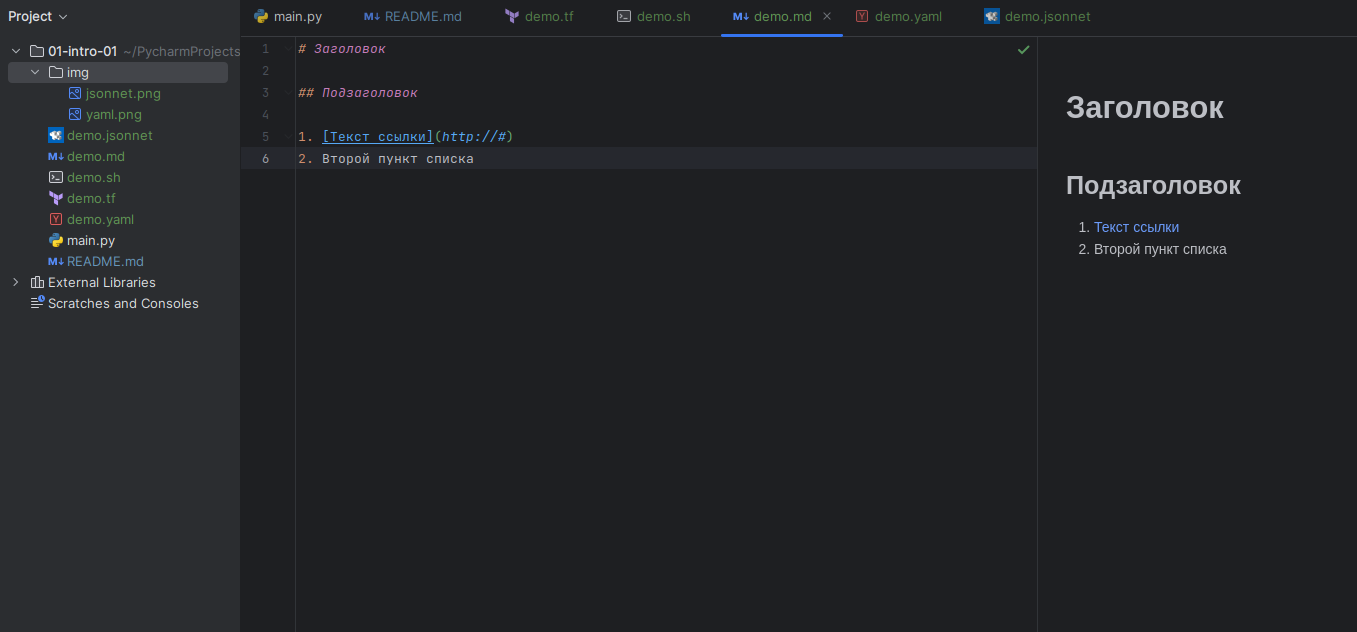 Project
main.py
README.md
demo.tf
demo.sh
demo.md
demo.yaml
demo.jsonnet
01-intro-01 ~/PycharmProjects
img
jsonnet.png
yaml.png
demo.jsonnet
demo.md
demo.sh
demo.tf
demo.yaml
main.py
README.md
External Libraries
Scratches and Consoles
1 # Заголовок
2
3 ## Подзаголовок
4
5 1. [Текст ссылки](http://#)
6 2. Второй пункт списка
Заголовок
Подзаголовок
1. Текст ссылки
2. Второй пункт списка